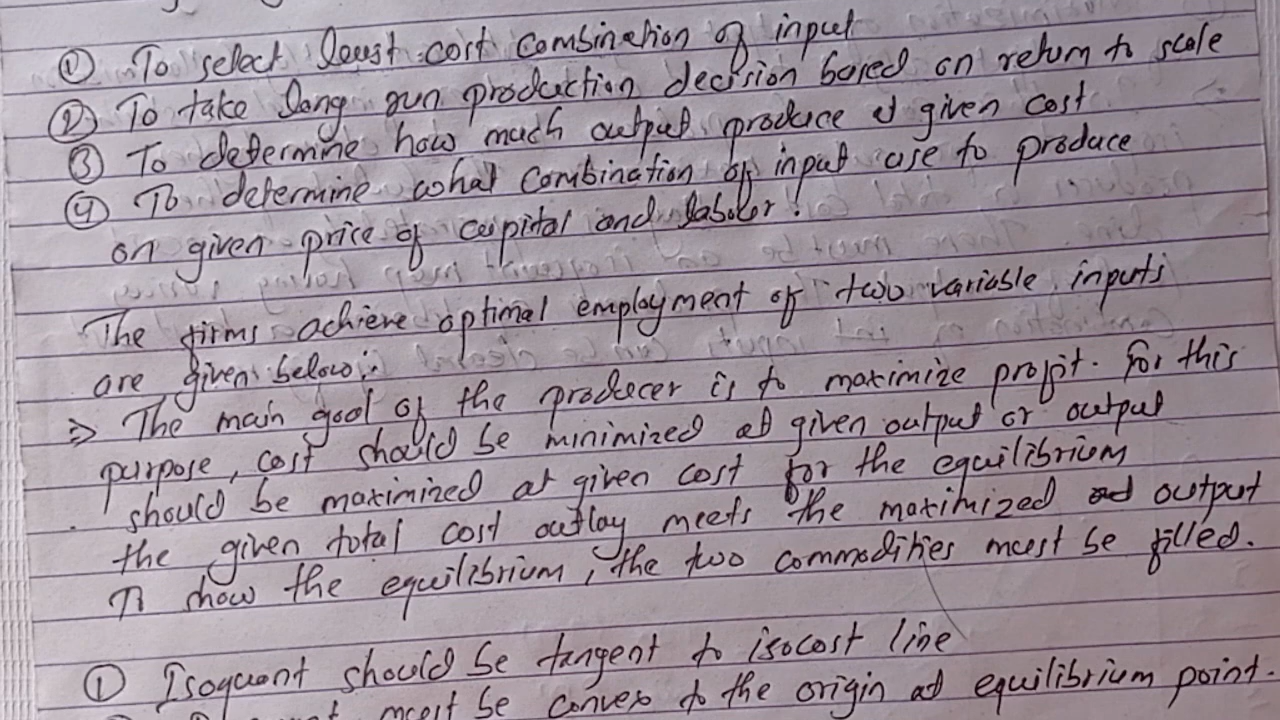 ① To select least cost combination of input
② To take long run production decision based on return to scale
③ To determine how much output produce at given cost
④ To determine what combination of input use to produce
on given price of capital and labour.
The firms achieve optimal employment of two variable inputs
are given below:
⇒ The main goal of the producer is to maximize profit. For this
purpose, cost should be minimized at given output or output
should be maximized at given cost for the equilibrium
the given total cost outlay meets the maximized output
To show the equilibrium, the two commodities must be filled.
① Isoquant should be tangent to isocost line
must be convex to the origin at equilibrium point.